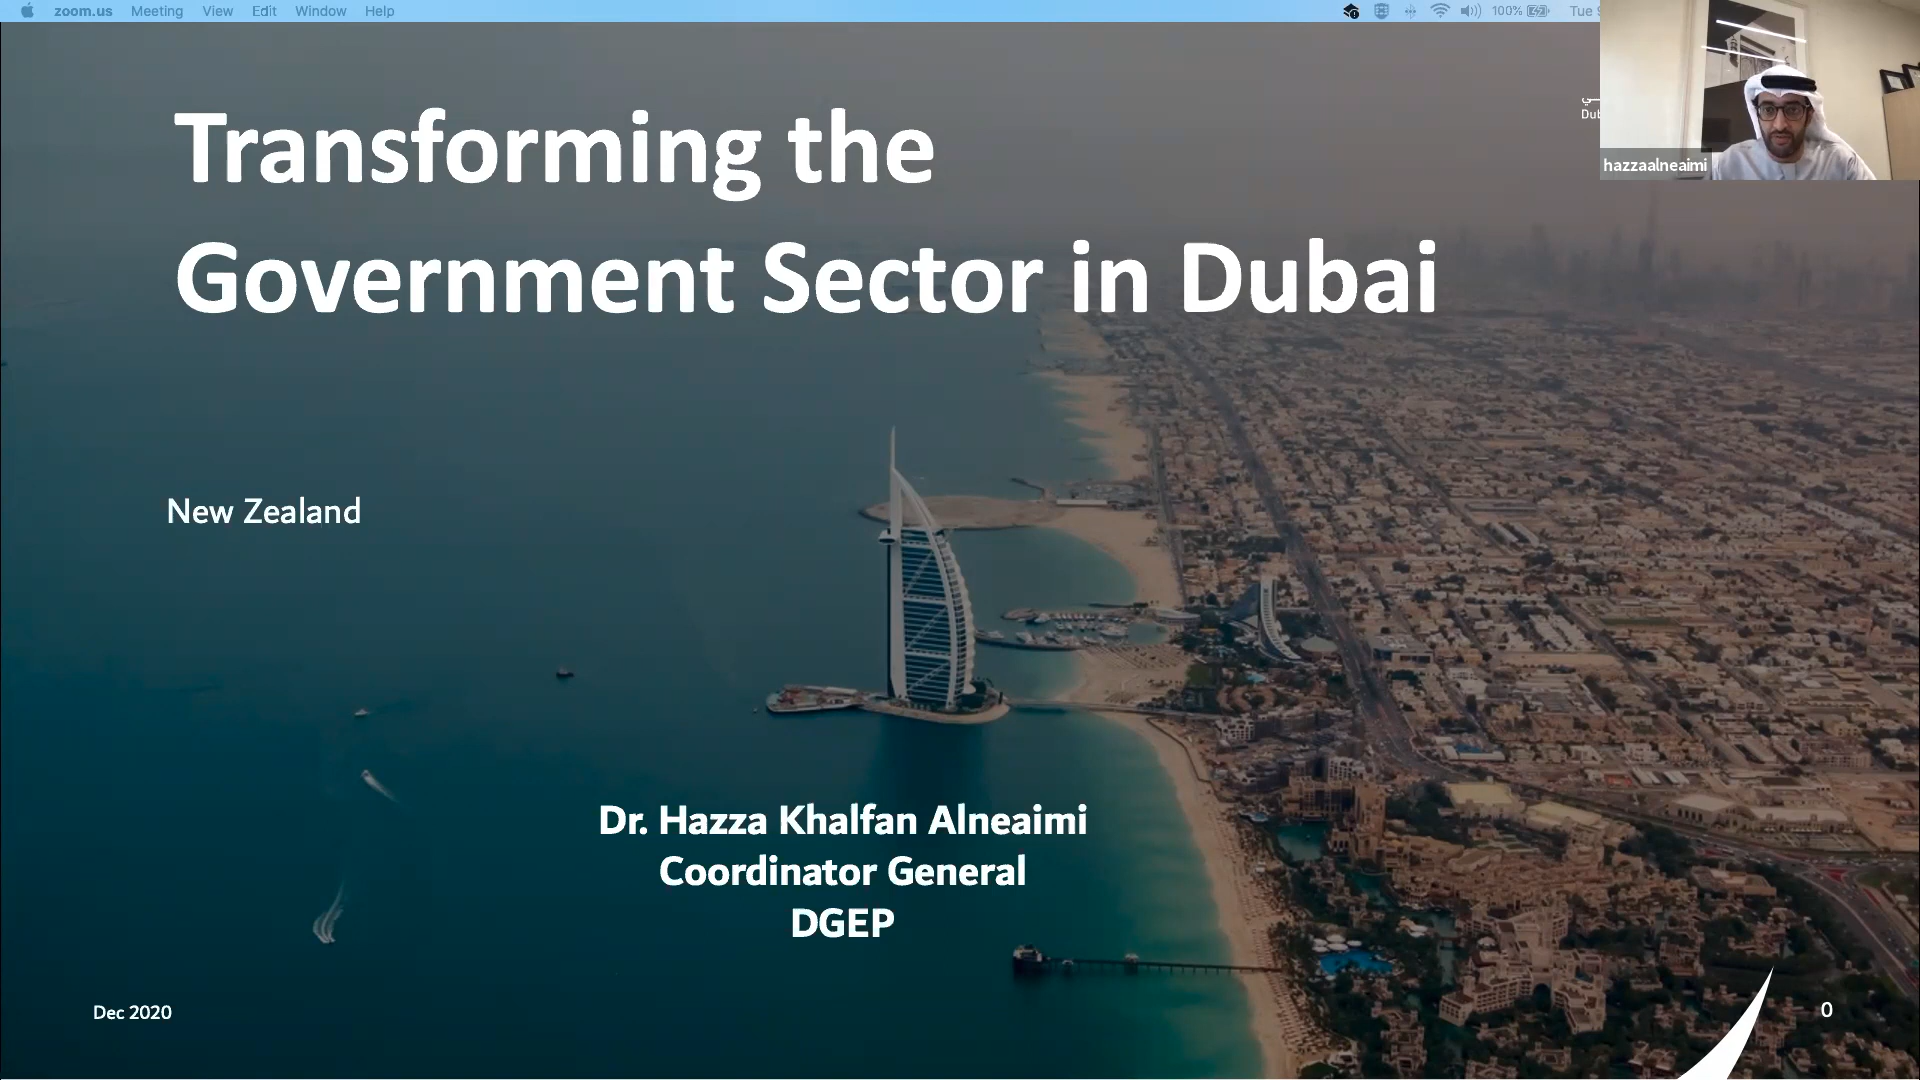 zoom.us Meeting View Edit Window Help 100% Tue
Transforming the
Government Sector in Dubai
hazzaalneaimi
New Zealand
Dr. Hazza Khalfan Alneaimi
Coordinator General
DGEP
Dec 2020
0